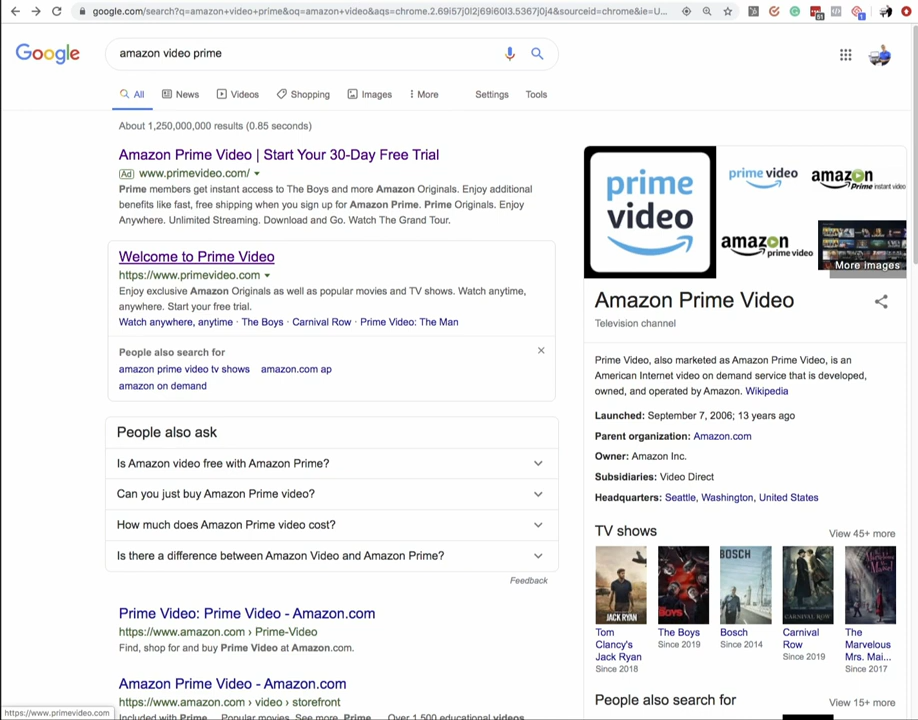 google.com/search?q=amazon+video+prime&oq=amazon+video&aqs=chrome.2.69i57j0l2j69i60l3.5367j0j4&sourceid=chrome&ie=U...
Google
amazon video prime
All News Videos Shopping Images More Settings Tools
About 1,250,000,000 results (0.85 seconds)
Amazon Prime Video | Start Your 30-Day Free Trial
Ad www.primevideo.com/
Prime members get instant access to The Boys and more Amazon Originals. Enjoy additional
benefits like fast, free shipping when you sign up for Amazon Prime. Prime Originals. Enjoy
Anywhere. Unlimited Streaming. Download and Go. Watch The Grand Tour.
Welcome to Prime Video
https://www.primevideo.com
Enjoy exclusive Amazon Originals as well as popular movies and TV shows. Watch anytime,
anywhere. Start your free trial.
Watch anywhere, anytime · The Boys · Carnival Row · Prime Video: The Man
People also search for
amazon prime video tv shows amazon.com ap
amazon on demand
People also ask
Is Amazon video free with Amazon Prime?
Can you just buy Amazon Prime video?
How much does Amazon Prime video cost?
Is there a difference between Amazon Video and Amazon Prime?
Feedback
Prime Video: Prime Video - Amazon.com
https://www.amazon.com › Prime-Video
Find, shop for and buy Prime Video at Amazon.com.
Amazon Prime Video - Amazon.com
https://www.amazon.com › video › storefront
Included with Prime. Popular movies. See more. Prime. Over 1,500 educational videos
https://www.primevideo.com
prime
video
prime video
amazon
Prime instant video
amazon
prime video
More images
Amazon Prime Video
Television channel
Prime Video, also marketed as Amazon Prime Video, is an
American Internet video on demand service that is developed,
owned, and operated by Amazon. Wikipedia
Launched: September 7, 2006; 13 years ago
Parent organization: Amazon.com
Owner: Amazon Inc.
Subsidiaries: Video Direct
Headquarters: Seattle, Washington, United States
TV shows View 45+ more
JACK RYAN
BOYS
BOSCH
CARNIVAL ROW
Tom
Clancy's
Jack Ryan
Since 2018
The Boys
Since 2019
Bosch
Since 2014
Carnival
Row
Since 2019
The
Marvelous
Mrs. Mai...
Since 2017
People also search for View 15+ more